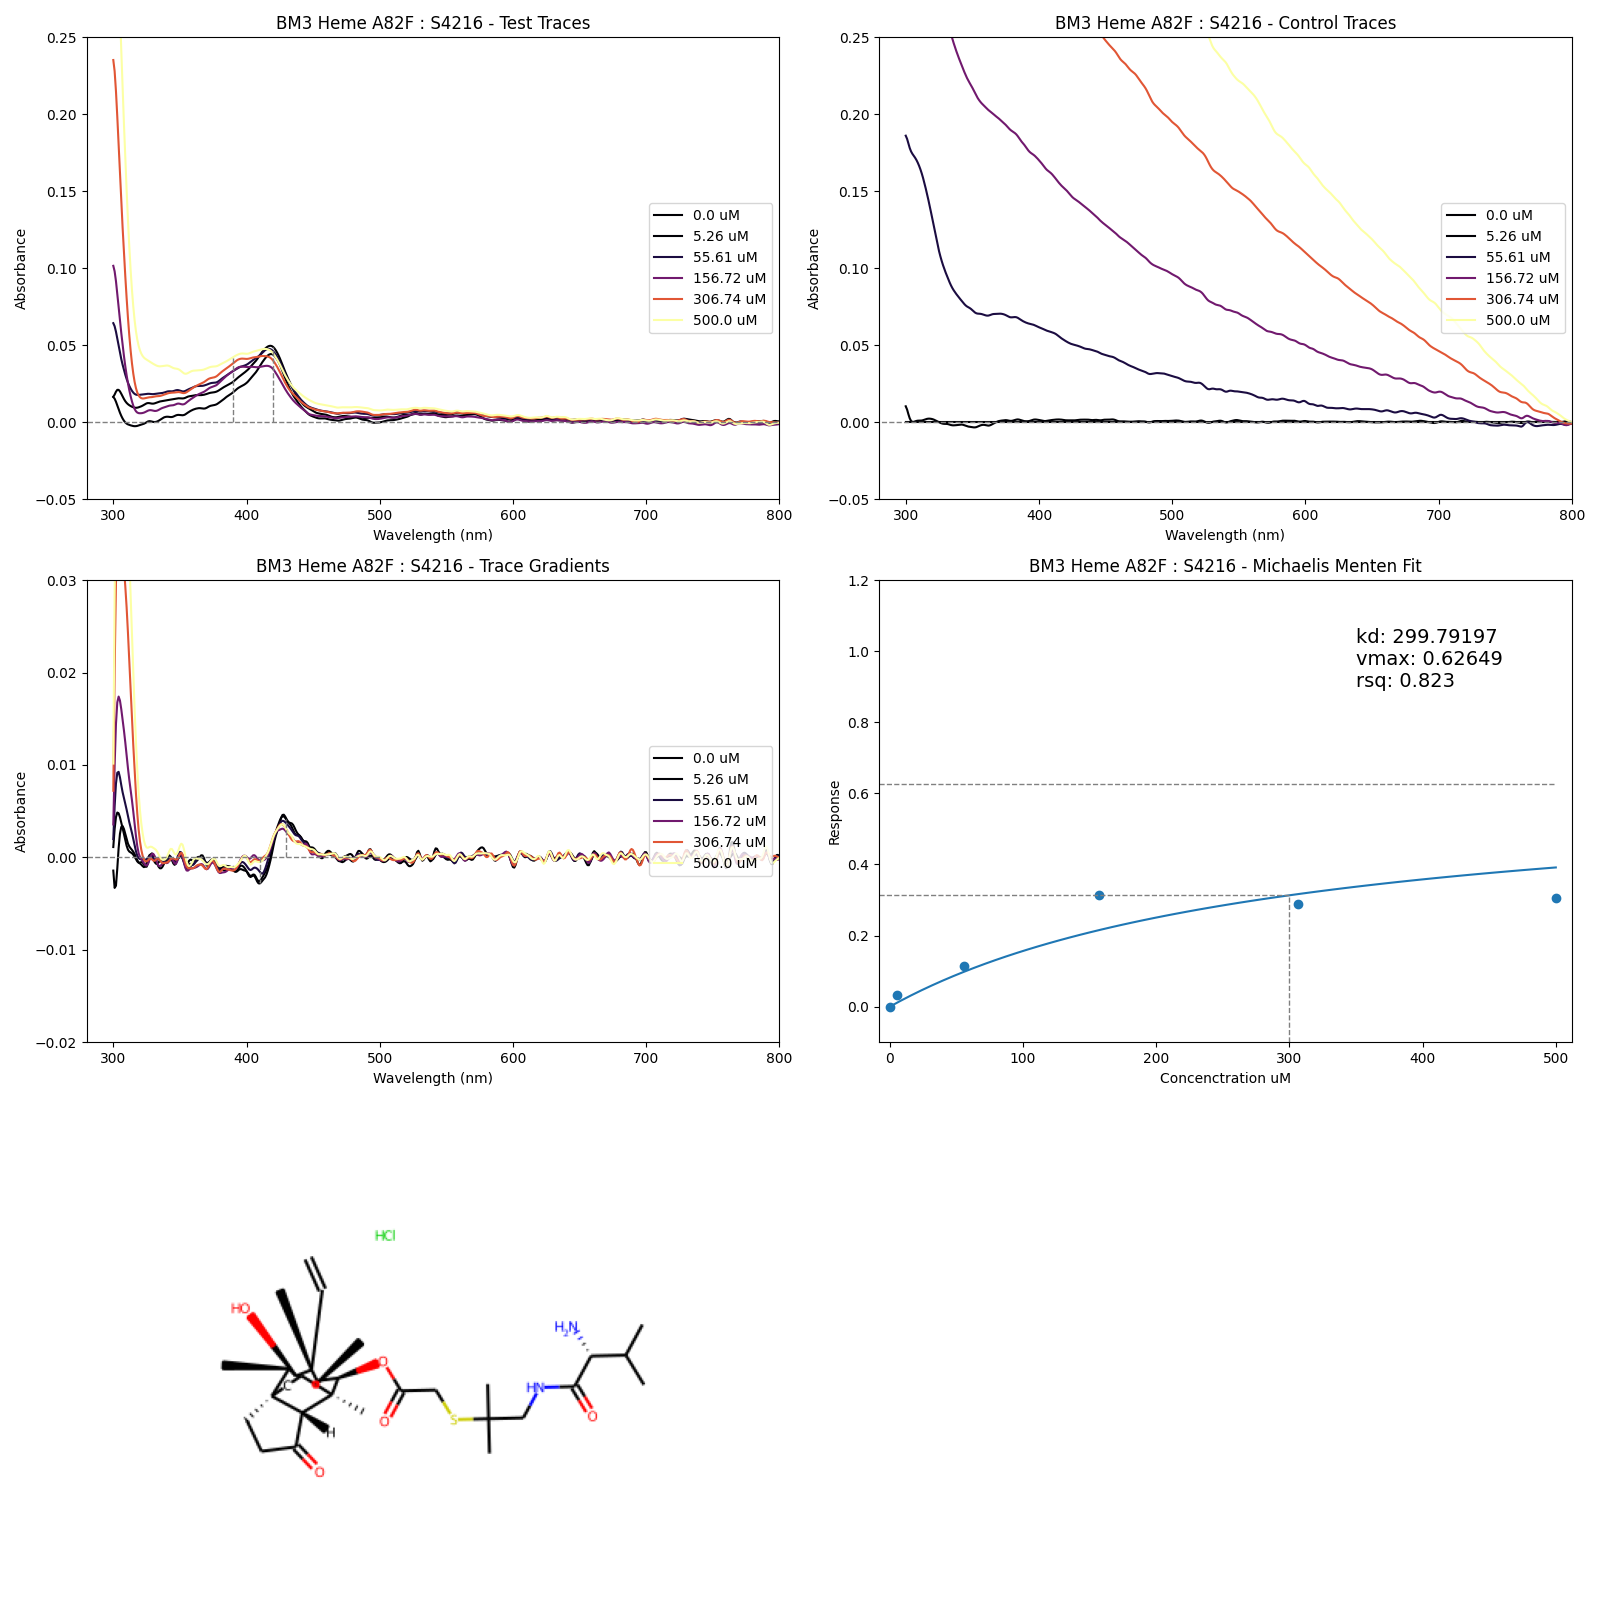 BM3 Heme A82F : S4216 - Test Traces
0.25
0.20
0.15
0.10
0.05
0.00
−0.05
Absorbance
300
400
500
600
700
800
Wavelength (nm)
0.0 uM
5.26 uM
55.61 uM
156.72 uM
306.74 uM
500.0 uM
BM3 Heme A82F : S4216 - Control Traces
0.25
0.20
0.15
0.10
0.05
0.00
−0.05
Absorbance
300
400
500
600
700
800
Wavelength (nm)
0.0 uM
5.26 uM
55.61 uM
156.72 uM
306.74 uM
500.0 uM
BM3 Heme A82F : S4216 - Trace Gradients
0.03
0.02
0.01
0.00
−0.01
−0.02
Absorbance
300
400
500
600
700
800
Wavelength (nm)
0.0 uM
5.26 uM
55.61 uM
156.72 uM
306.74 uM
500.0 uM
BM3 Heme A82F : S4216 - Michaelis Menten Fit
1.2
1.0
0.8
0.6
0.4
0.2
0.0
Response
0
100
200
300
400
500
Concenctration uM
kd: 299.79197
vmax: 0.62649
rsq: 0.823
HCl
HO
H2N
O
C
HN
O
S
O
H
O